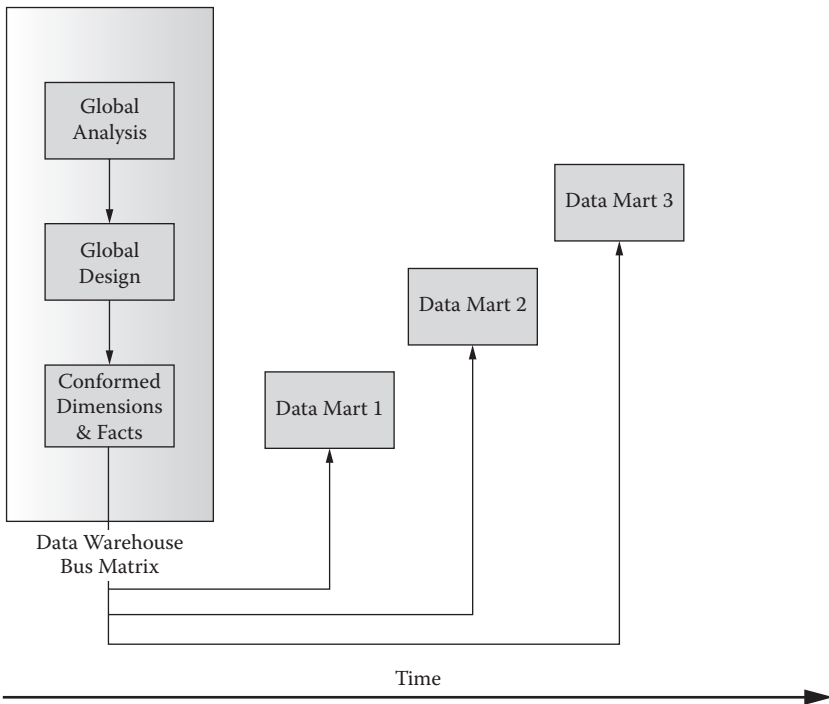 Global
Analysis
Global
Design
Conformed
Dimensions
& Facts
Data Warehouse
Bus Matrix
Data Mart 1
Data Mart 2
Data Mart 3
Time